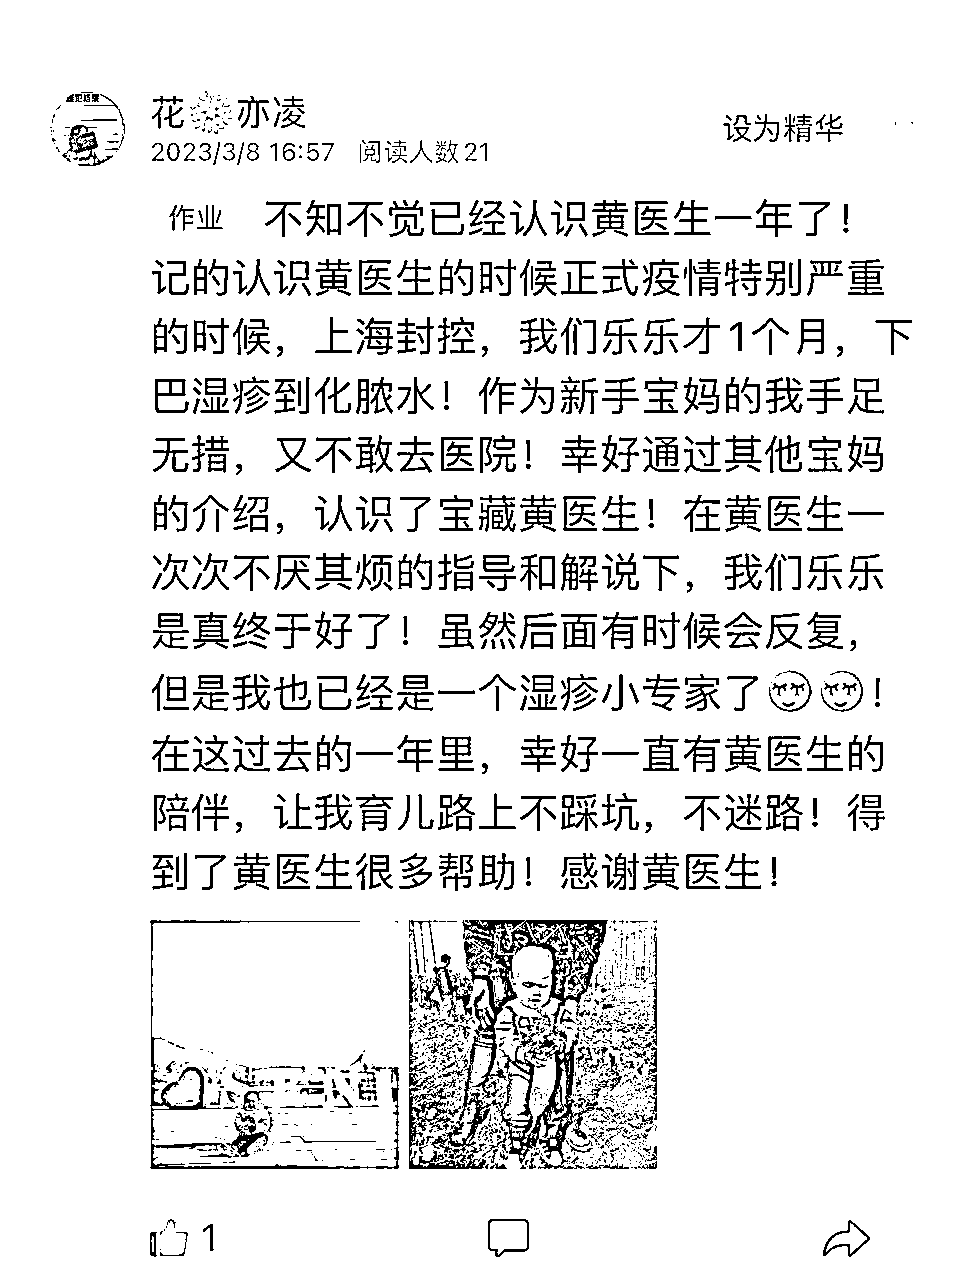 花亦凌
设为精华
2023/3/8 16:57 阅读人数21
作业 不知不觉已经认识黄医生一年了！
记的认识黄医生的时候正式疫情特别严重
的时候，上海封控，我们乐乐才1个月，下
巴湿疹到化脓水！作为新手宝妈的我手足
无措，又不敢去医院！幸好通过其他宝妈
的介绍，认识了宝藏黄医生！在黄医生一
次次不厌其烦的指导和解说下，我们乐乐
是真终于好了！虽然后面有时候会反复，
但是我也已经是一个湿疹小专家了！
在这过去的一年里，幸好一直有黄医生的
陪伴，让我育儿路上不踩坑，不迷路！得
到了黄医生很多帮助！感谢黄医生！
1